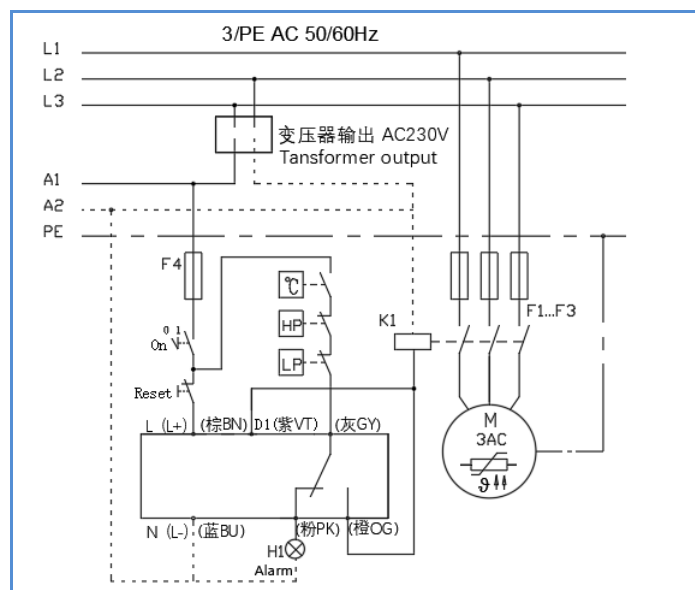 3/PE AC 50/60Hz
L1
L2
L3
变压器输出 AC230V
Tansformer output
A1
A2
PE
F4
℃
HP
LP
K1
F1...F3
0 1
On
Reset
M
3AC
ϑ
L (L+) (棕BN) D1(紫VT) (灰GY)
N (L-) (蓝BU) (粉PK) (橙OG)
H1
Alarm